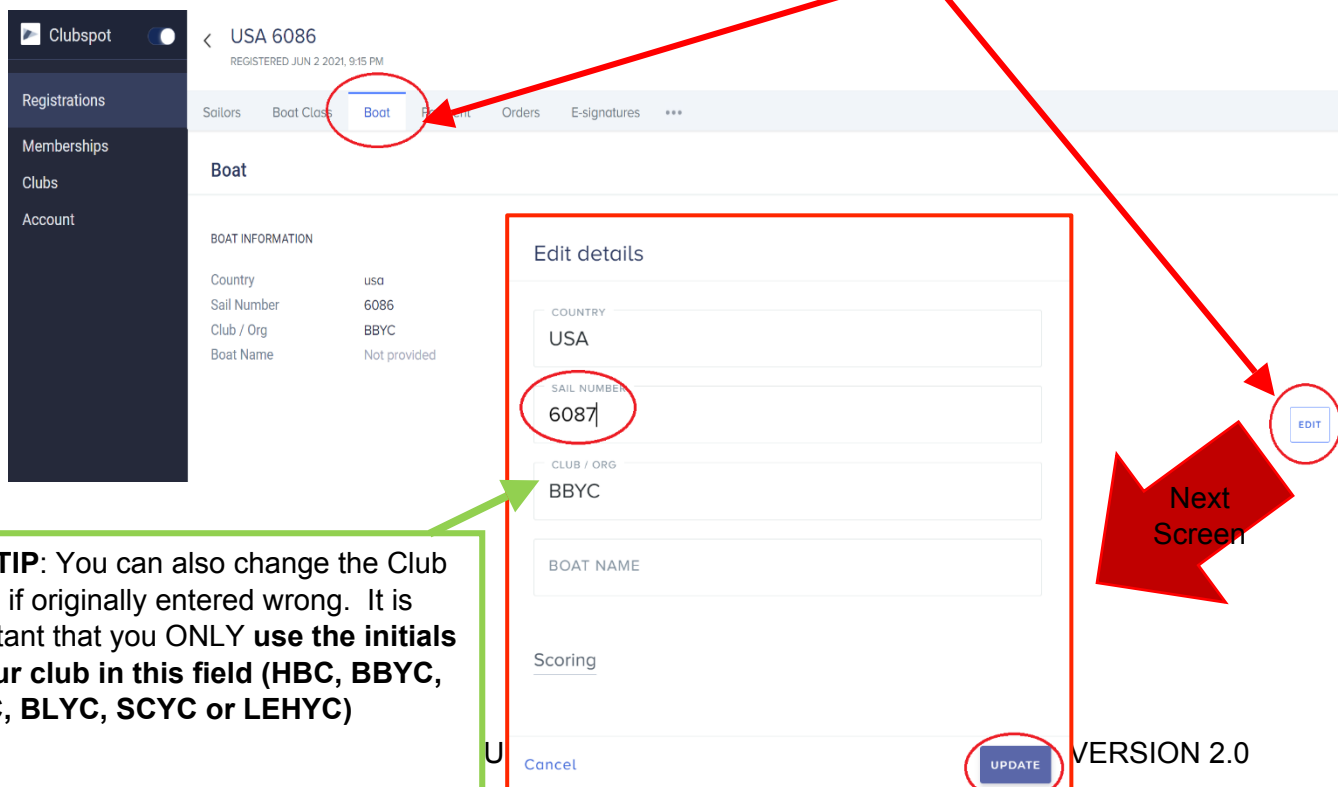 Clubspot
USA 6086
REGISTERED JUN 2 2021, 9:15 PM
Registrations
Memberships
Clubs
Account
Sailors Boat Class Boat Orders E-signatures •••
Boat
BOAT INFORMATION
Country usa
Sail Number 6086
Club / Org BBYC
Boat Name Not provided
Edit details
COUNTRY
USA
SAIL NUMBER
6087
CLUB / ORG
BBYC
BOAT NAME
Scoring
Cancel
UPDATE
EDIT
Next
Screen
TIP: You can also change the Club
if originally entered wrong. It is
that you ONLY use the initials
club in this field (HBC, BBYC,
BLYC, SCYC or LEHYC)
VERSION 2.0